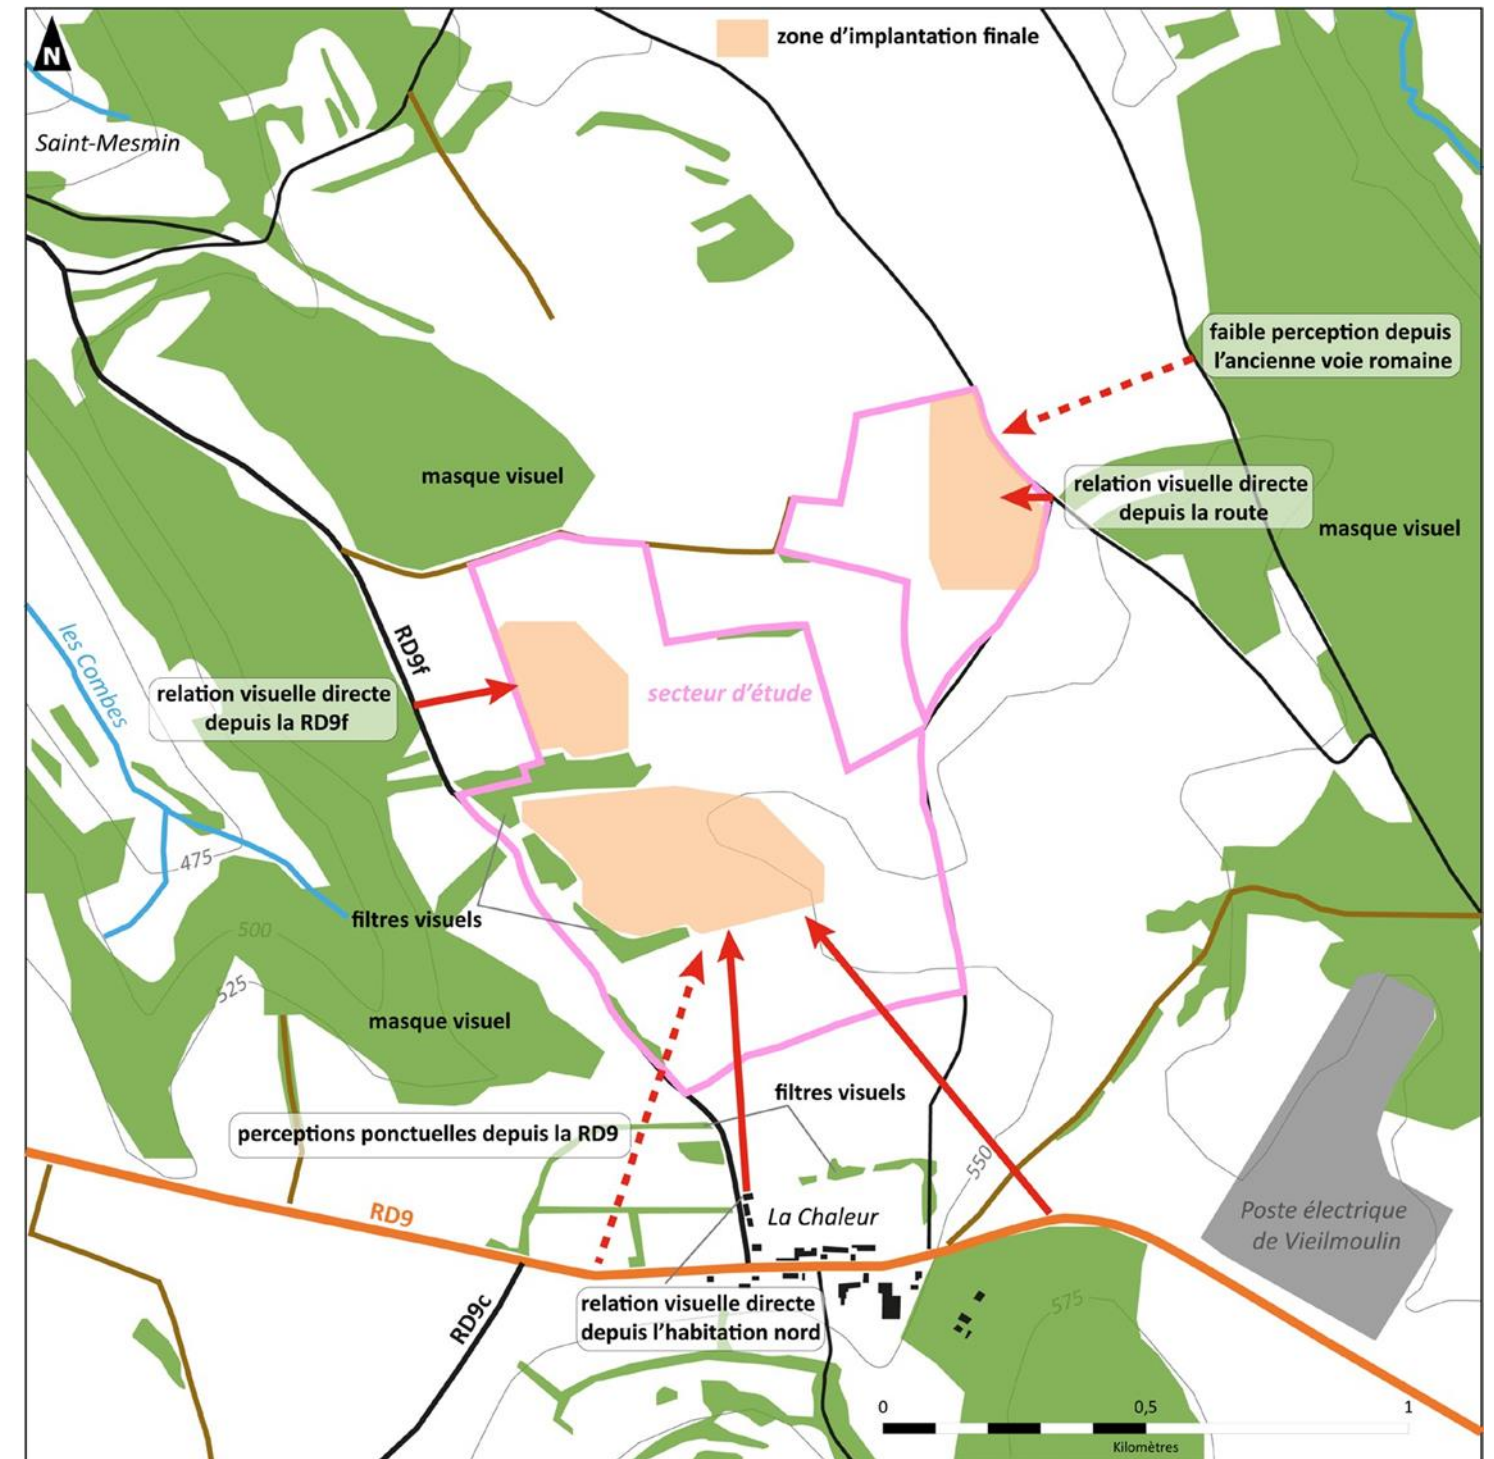 zone d'implantation finale
N
Saint-Mesmin
faible perception depuis
l'ancienne voie romaine
masque visuel
relation visuelle directe
depuis la route
masque visuel
les Combes
RD9f
relation visuelle directe
depuis la RD9f
secteur d'étude
475
filtres visuels
500
525
masque visuel
filtres visuels
perceptions ponctuelles depuis la RD9
550
RD9
La Chaleur
Poste électrique
de Vieilmoulin
relation visuelle directe
depuis l'habitation nord
RD9c
575
0
0,5
1
Kilomètres